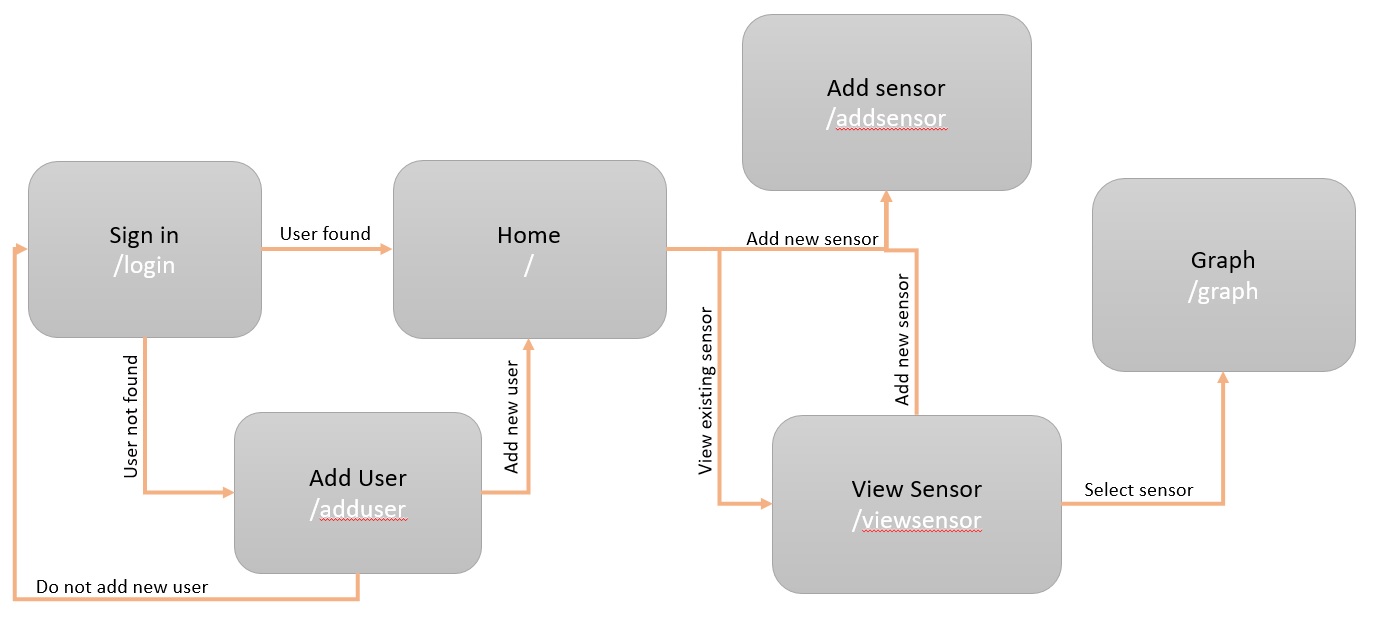 Add sensor
/addsensor
Sign in
/login
User found
Home
/
Add new sensor
Graph
/graph
User not found
Add new user
View existing sensor
Add new sensor
Add User
/adduser
View Sensor
/viewsensor
Select sensor
Do not add new user